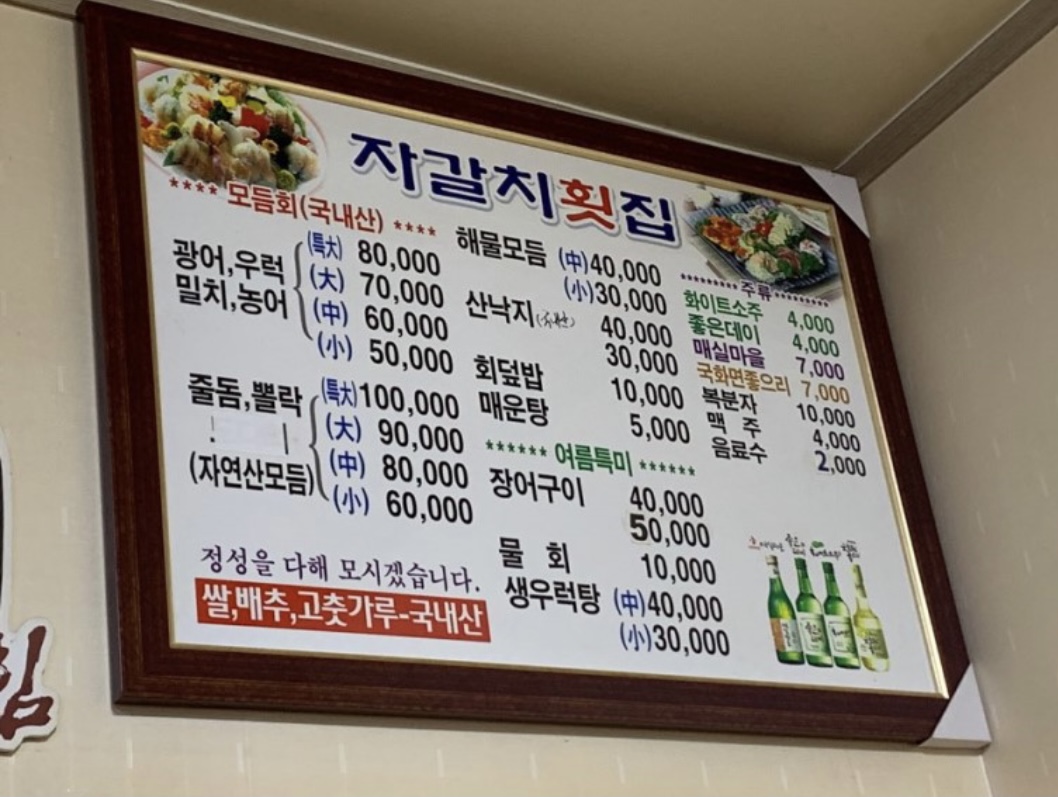 자갈치횟집
**** 모듬회(국내산) ****
광어,우럭
밀치,농어
(特大) 80,000
(大) 70,000
(中) 60,000
(小) 50,000
줄돔,뽈락
(자연산모듬)
(特大) 100,000
(大) 90,000
(中) 80,000
(小) 60,000
정성을 다해 모시겠습니다.
쌀,배추,고춧가루-국내산
해물모듬 (中) 40,000
(小) 30,000
산낙지 40,000
30,000
회덮밥 10,000
매운탕 5,000
****** 여름특미 ******
장어구이 40,000
50,000
물 회 10,000
생우럭탕 (中) 40,000
(小) 30,000
********* 주류 *********
화이트소주 4,000
좋은데이 4,000
매실마을 7,000
국화면좋으리 7,000
복분자 10,000
맥 주 4,000
음료수 2,000
힘